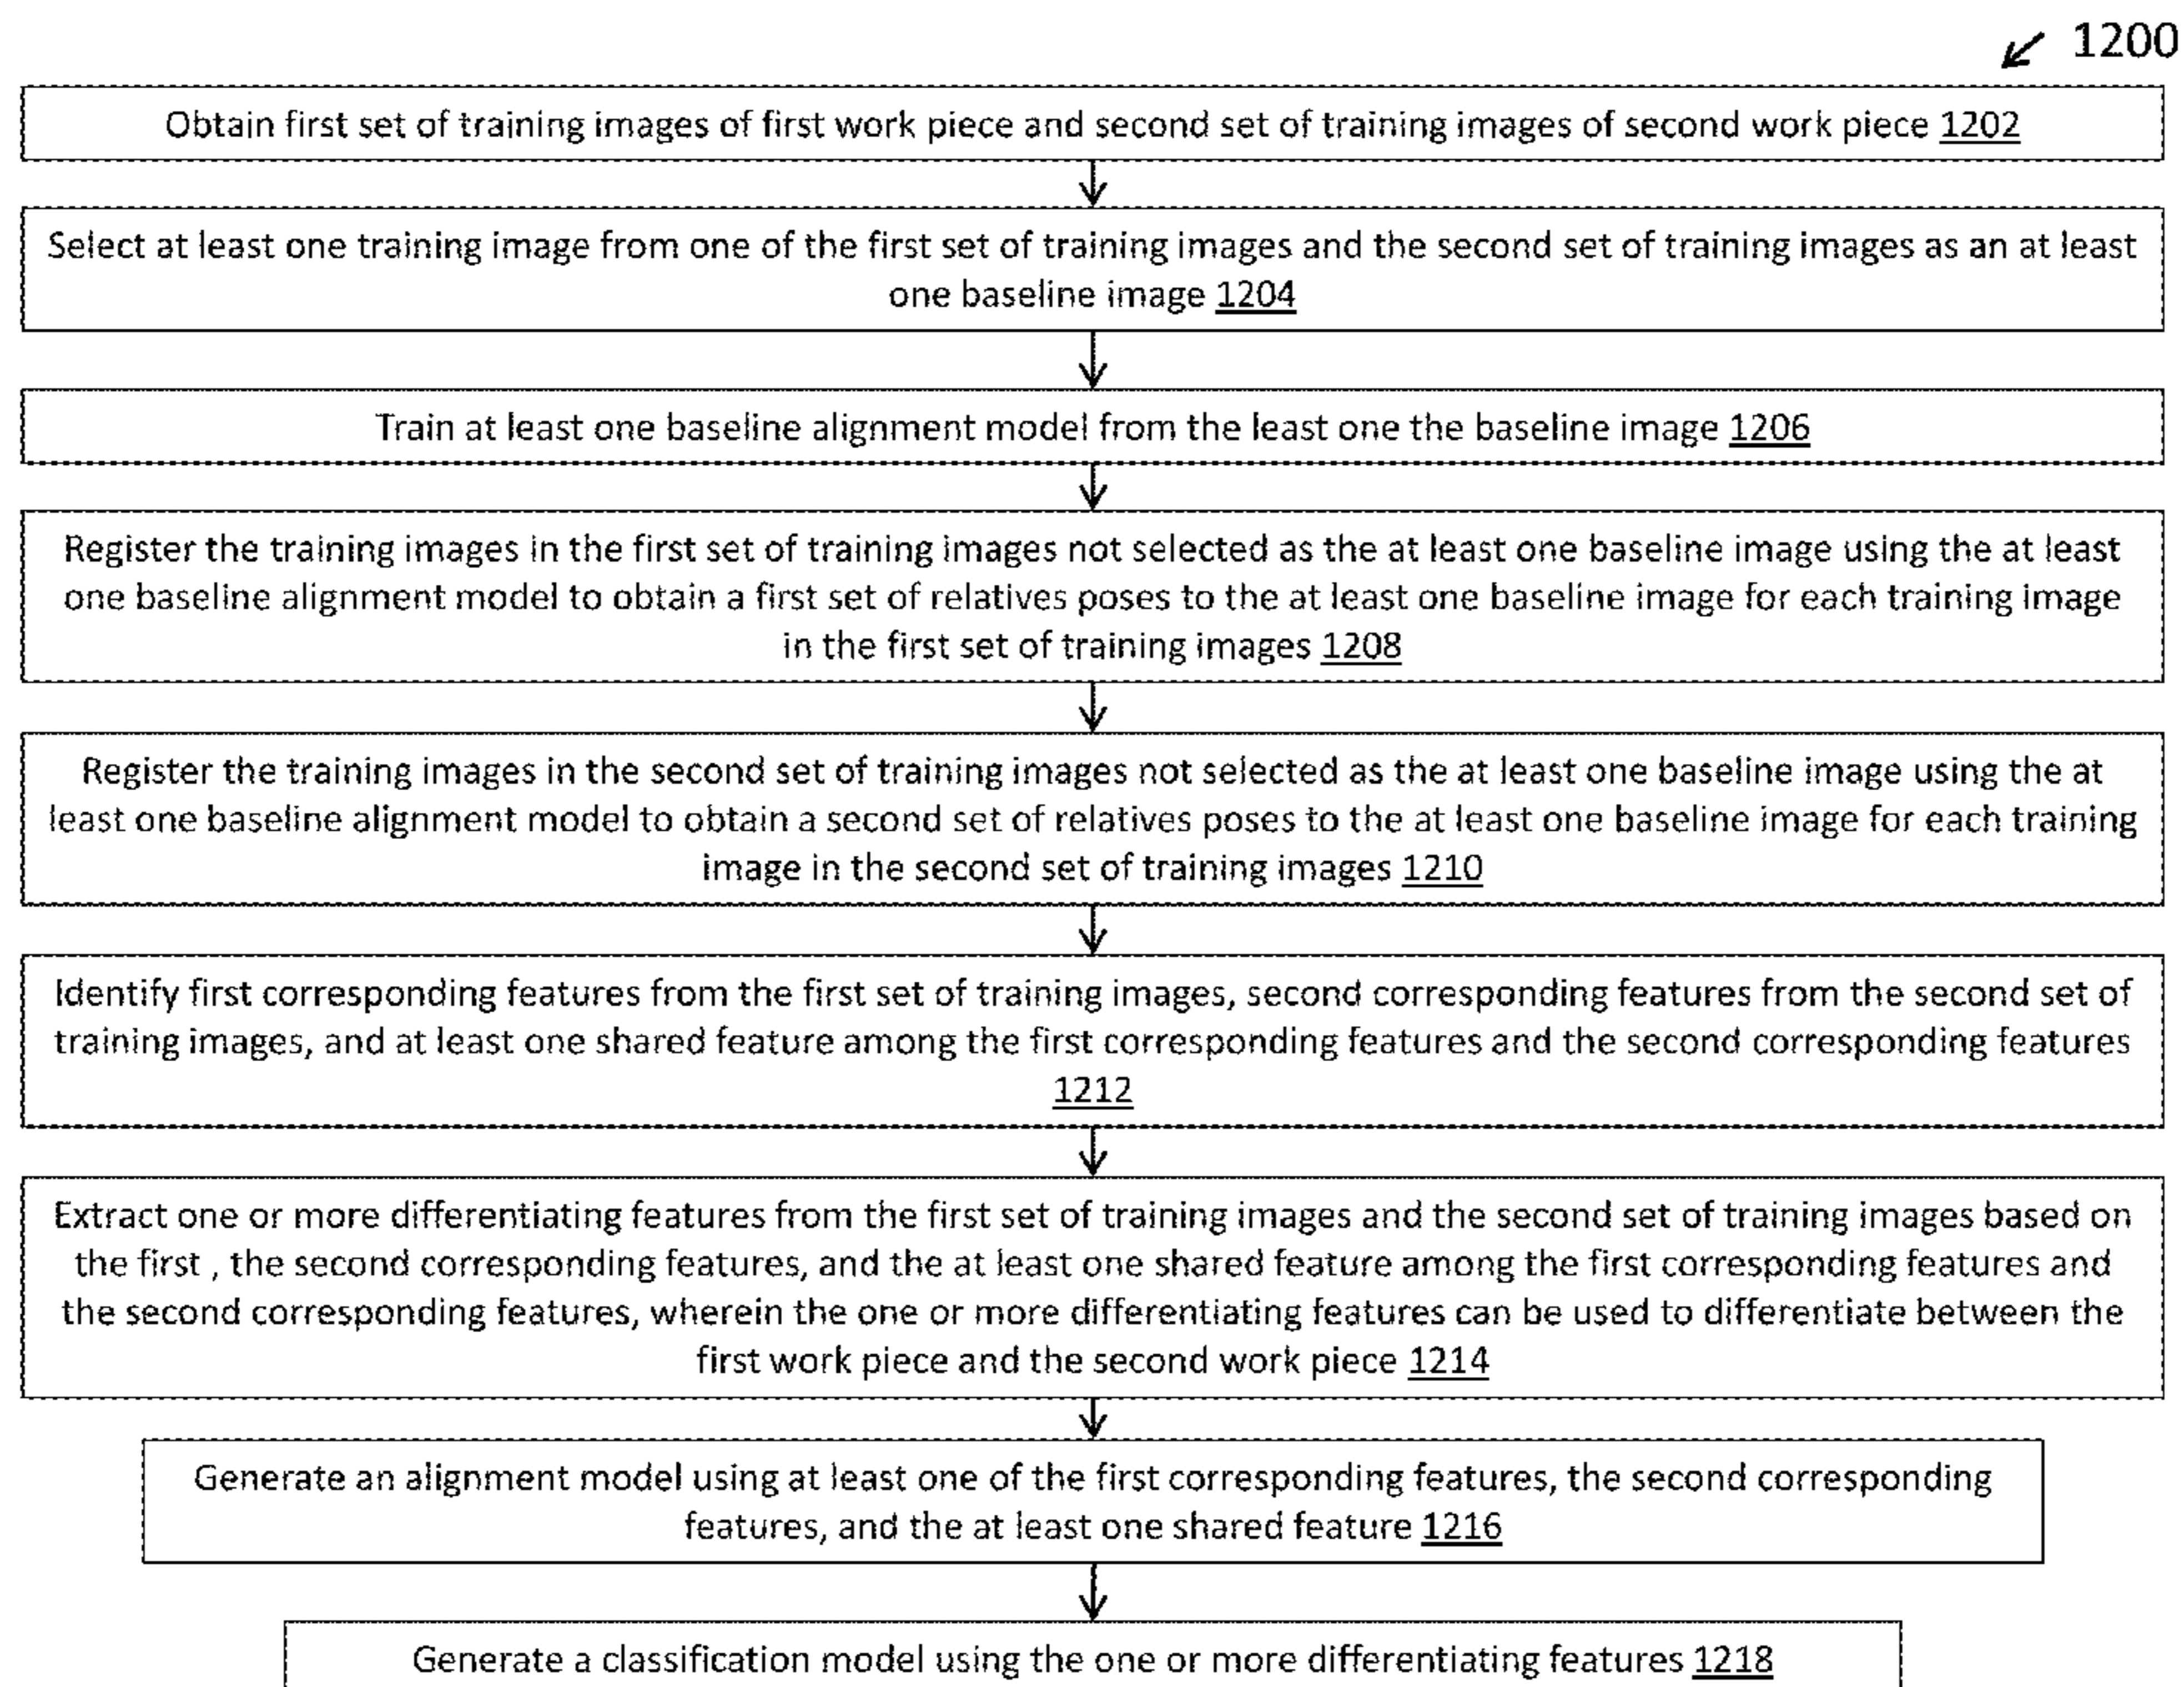 1200
Obtain first set of training images of first work piece and second set of training images of second work piece 1202
Select at least one training image from one of the first set of training images and the second set of training images as an at least
one baseline image 1204
Train at least one baseline alignment model from the least one the baseline image 1206
Register the training images in the first set of training images not selected as the at least one baseline image using the at least
one baseline alignment model to obtain a first set of relatives poses to the at least one baseline image for each training image
in the first set of training images 1208
Register the training images in the second set of training images not selected as the at least one baseline image using the at
least one baseline alignment model to obtain a second set of relatives poses to the at least one baseline image for each training
image in the second set of training images 1210
Identify first corresponding features from the first set of training images, second corresponding features from the second set of
training images, and at least one shared feature among the first corresponding features and the second corresponding features
1212
Extract one or more differentiating features from the first set of training images and the second set of training images based on
the first , the second corresponding features, and the at least one shared feature among the first corresponding features and
the second corresponding features, wherein the one or more differentiating features can be used to differentiate between the
first work piece and the second work piece 1214
Generate an alignment model using at least one of the first corresponding features, the second corresponding
features, and the at least one shared feature 1216
Generate a classification model using the one or more differentiating features 1218